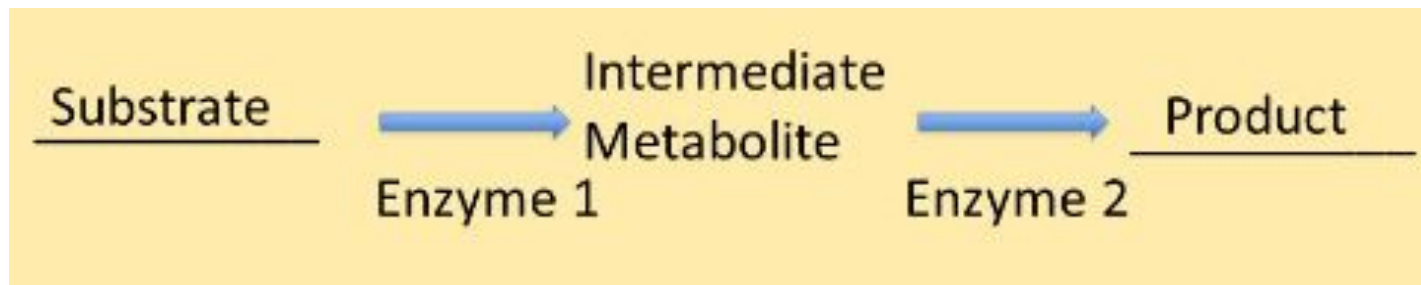 Substrate
Enzyme 1
Intermediate
Metabolite
Enzyme 2
Product